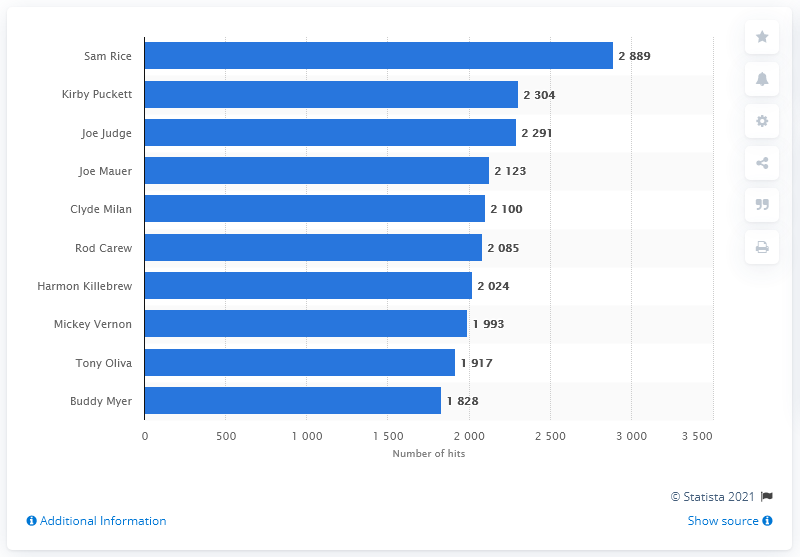 Sam Rice 2 889
Kirby Puckett 2 304
Joe Judge 2 291
Joe Mauer 2 123
Clyde Milan 2 100
Rod Carew 2 085
Harmon Killebrew 2 024
Mickey Vernon 1 993
Tony Oliva 1 917
Buddy Myer 1 828
0 500 1 000 1 500 2 000 2 500 3 000 3 500
Number of hits
© Statista 2021
Additional Information Show source